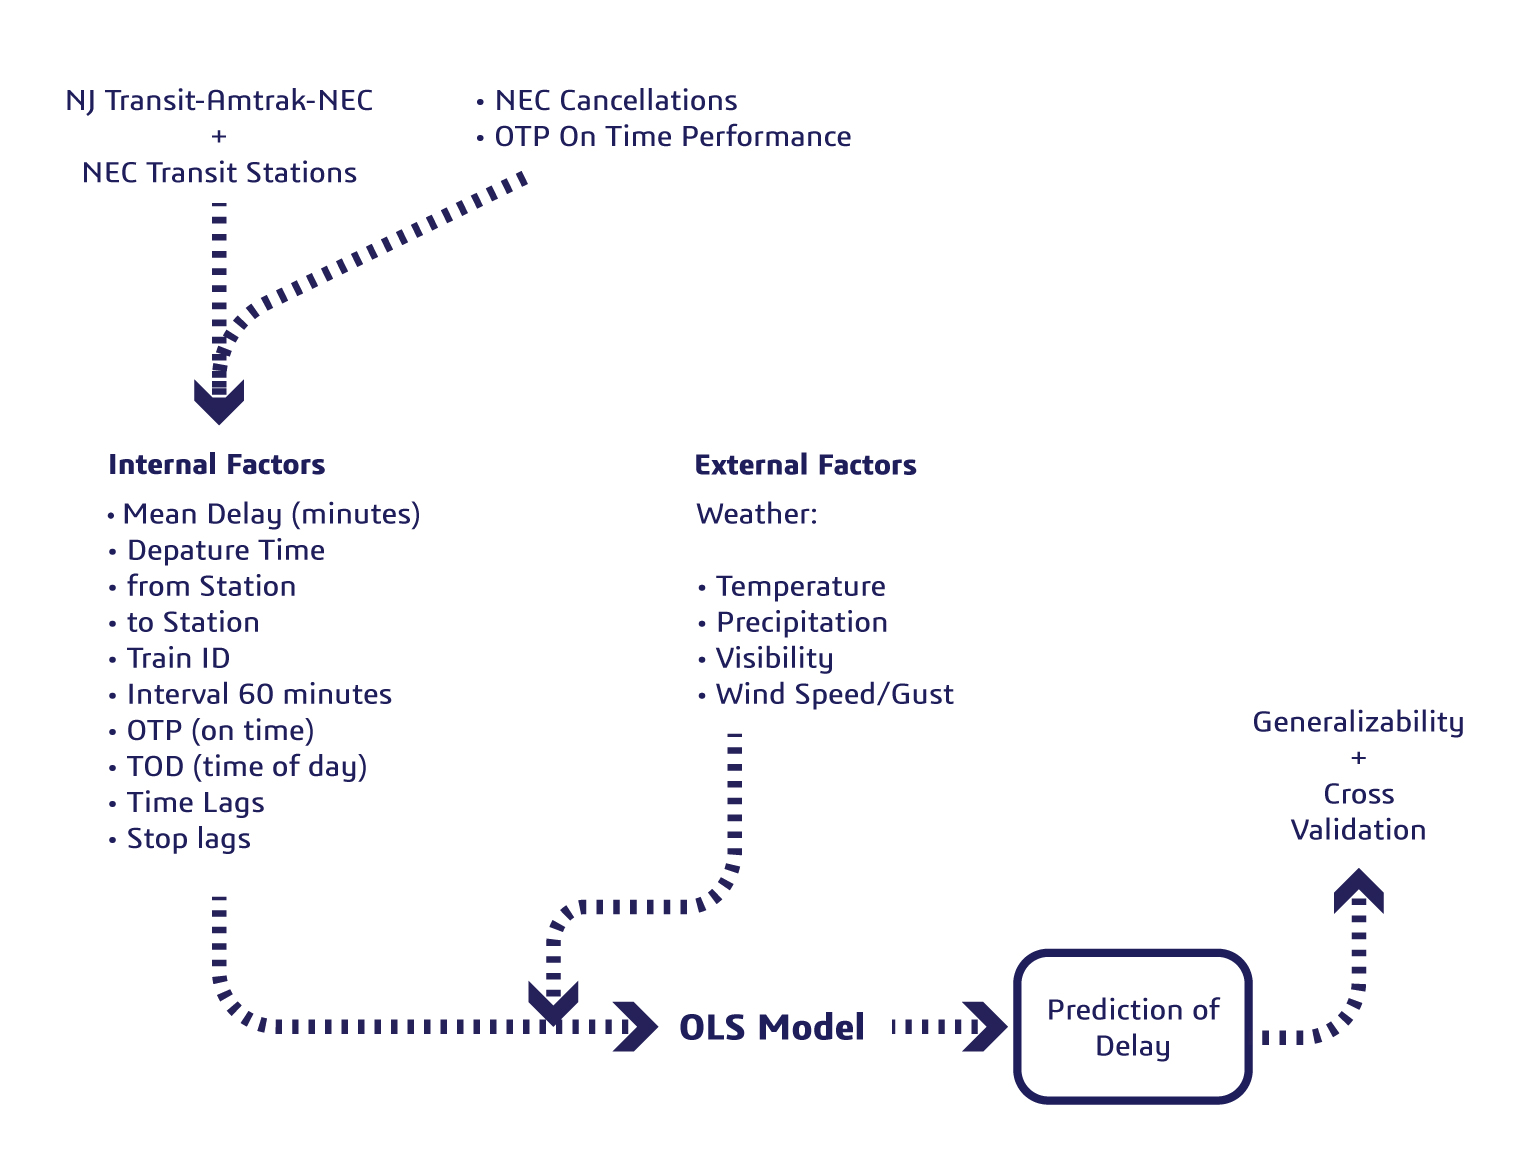 NJ Transit-Amtrak-NEC
+
NEC Transit Stations
• NEC Cancellations
• OTP On Time Performance
Internal Factors
• Mean Delay (minutes)
• Depature Time
• from Station
• to Station
• Train ID
• Interval 60 minutes
• OTP (on time)
• TOD (time of day)
• Time Lags
• Stop lags
External Factors
Weather:
• Temperature
• Precipitation
• Visibility
• Wind Speed/Gust
OLS Model
Prediction of
Delay
Generalizability
+
Cross
Validation